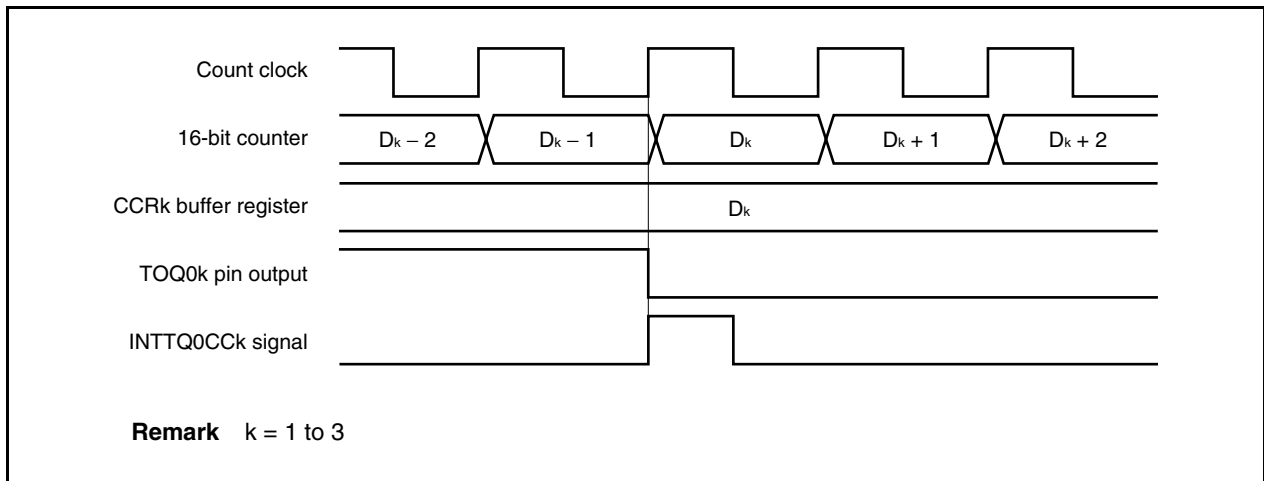 Count clock
16-bit counter
Dk − 2
Dk − 1
Dk
Dk + 1
Dk + 2
CCRk buffer register
Dk
TOQ0k pin output
INTTQ0CCk signal
Remark k = 1 to 3